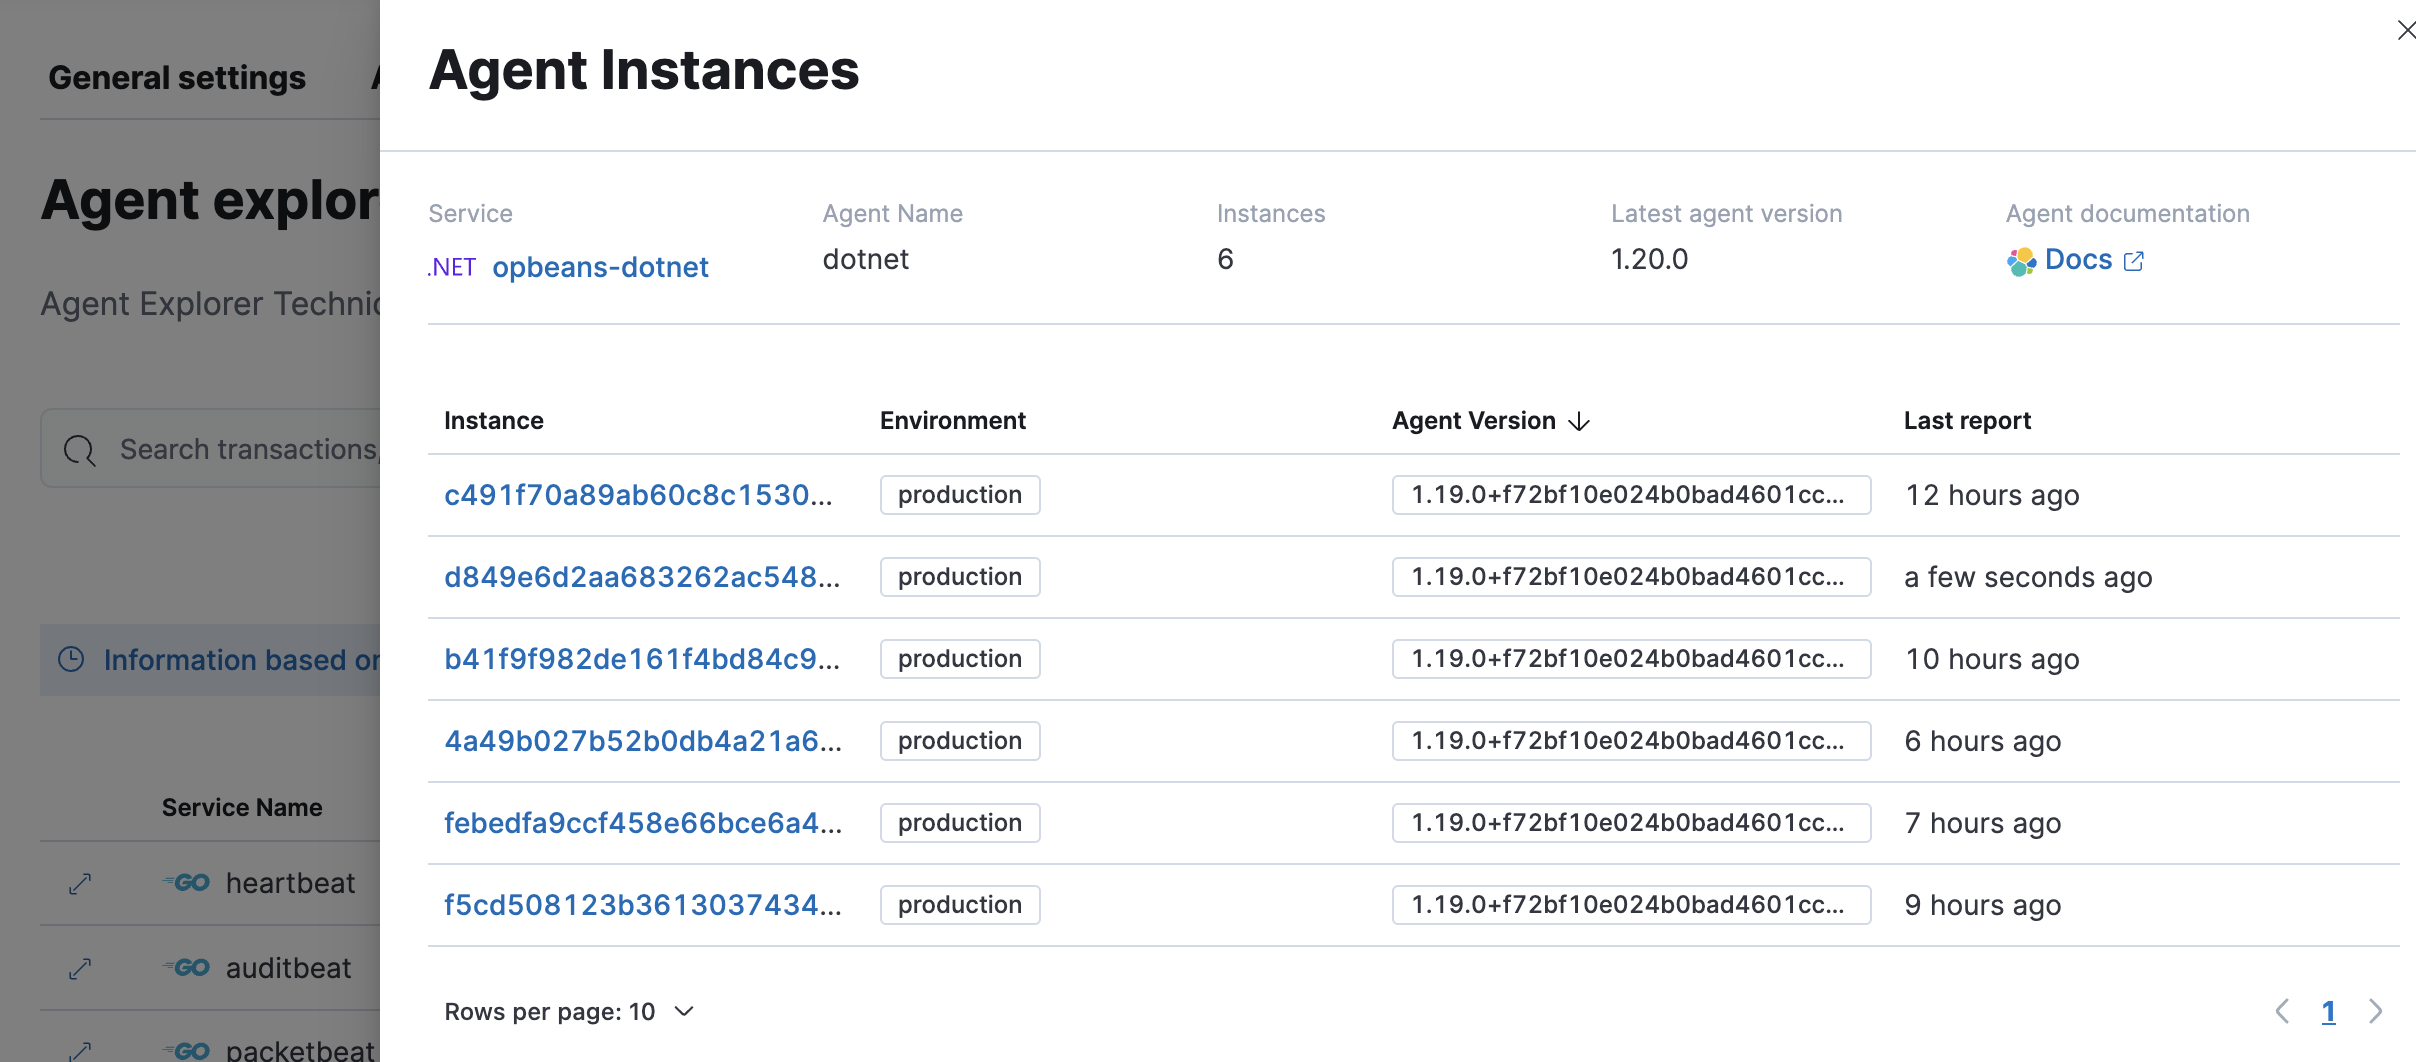 General settings
Agent explor
Agent Explorer Technic
Search transactions,
Information based on
Service Name
GO heartbeat
GO auditbeat
GO packetbeat
Agent Instances
Service Agent Name Instances Latest agent version Agent documentation
.NET opbeans-dotnet dotnet 6 1.20.0 Docs
Instance Environment Agent Version Last report
c491f70a89ab60c8c1530... production 1.19.0+f72bf10e024b0bad4601cc... 12 hours ago
d849e6d2aa683262ac548... production 1.19.0+f72bf10e024b0bad4601cc... a few seconds ago
b41f9f982de161f4bd84c9... production 1.19.0+f72bf10e024b0bad4601cc... 10 hours ago
4a49b027b52b0db4a21a6... production 1.19.0+f72bf10e024b0bad4601cc... 6 hours ago
febedfa9ccf458e66bce6a4... production 1.19.0+f72bf10e024b0bad4601cc... 7 hours ago
f5cd508123b3613037434... production 1.19.0+f72bf10e024b0bad4601cc... 9 hours ago
Rows per page: 10 1